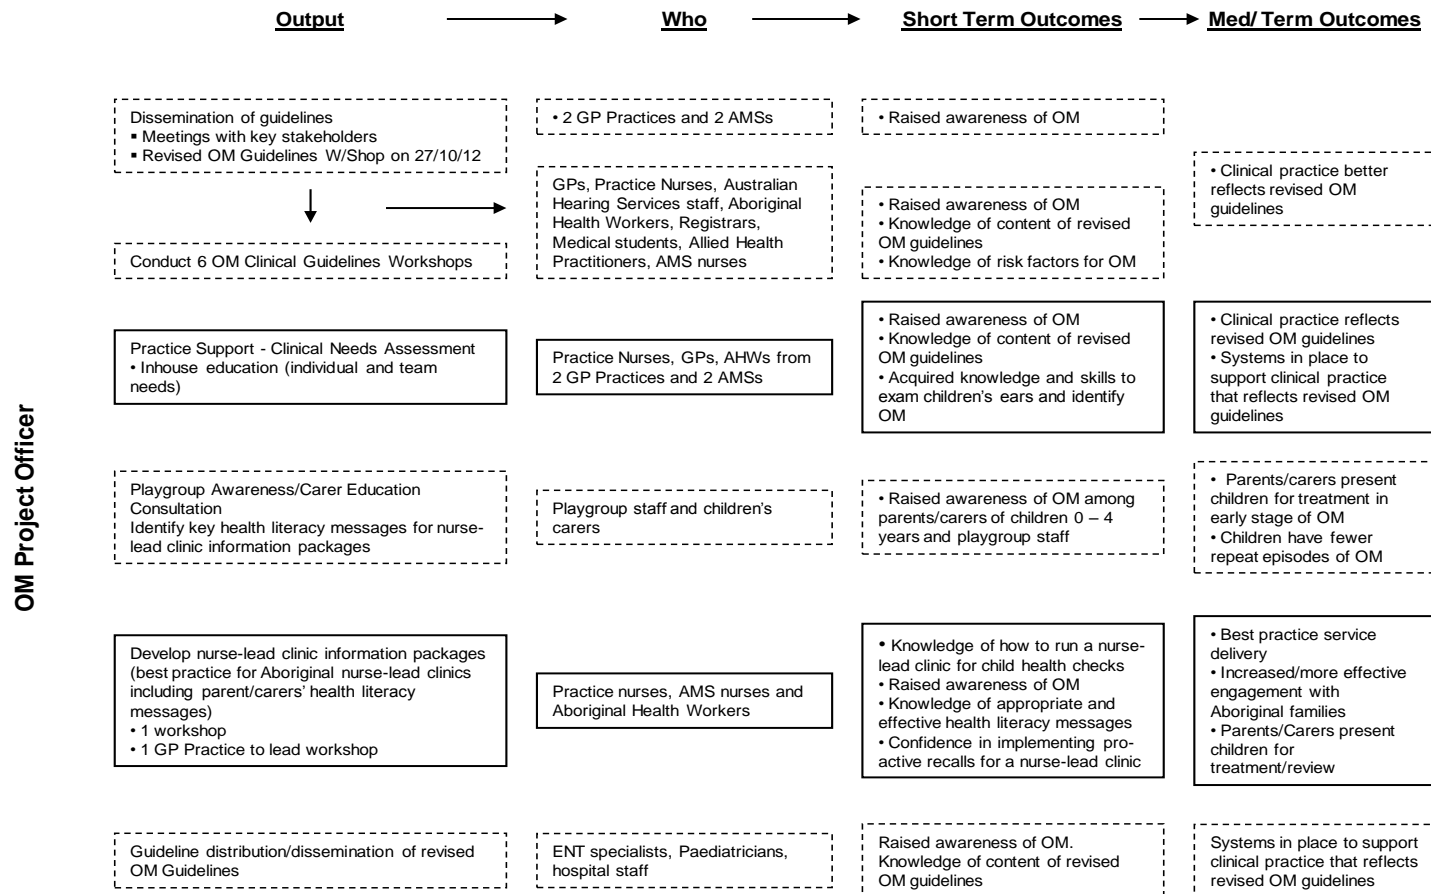 Output
Who
Short Term Outcomes
Med/ Term Outcomes
OM Project Officer
Dissemination of guidelines
▪ Meetings with key stakeholders
▪ Revised OM Guidelines W/Shop on 27/10/12
• 2 GP Practices and 2 AMSs
• Raised awareness of OM
Conduct 6 OM Clinical Guidelines Workshops
GPs, Practice Nurses, Australian
Hearing Services staff, Aboriginal
Health Workers, Registrars,
Medical students, Allied Health
Practitioners, AMS nurses
• Raised awareness of OM
• Knowledge of content of revised
OM guidelines
• Knowledge of risk factors for OM
• Clinical practice better
reflects revised OM
guidelines
Practice Support - Clinical Needs Assessment
• Inhouse education (individual and team
needs)
Practice Nurses, GPs, AHWs from
2 GP Practices and 2 AMSs
• Raised awareness of OM
• Knowledge of content of revised
OM guidelines
• Acquired knowledge and skills to
exam children's ears and identify
OM
• Clinical practice reflects
revised OM guidelines
• Systems in place to
support clinical practice
that reflects revised OM
guidelines
Playgroup Awareness/Carer Education
Consultation
Identify key health literacy messages for nurse-
lead clinic information packages
Playgroup staff and children's
carers
• Raised awareness of OM among
parents/carers of children 0 – 4
years and playgroup staff
• Parents/carers present
children for treatment in
early stage of OM
• Children have fewer
repeat episodes of OM
Develop nurse-lead clinic information packages
(best practice for Aboriginal nurse-lead clinics
including parent/carers' health literacy
messages)
• 1 workshop
• 1 GP Practice to lead workshop
Practice nurses, AMS nurses and
Aboriginal Health Workers
• Knowledge of how to run a nurse-
lead clinic for child health checks
• Raised awareness of OM
• Knowledge of appropriate and
effective health literacy messages
• Confidence in implementing pro-
active recalls for a nurse-lead clinic
• Best practice service
delivery
• Increased/more effective
engagement with
Aboriginal families
• Parents/Carers present
children for
treatment/review
Guideline distribution/dissemination of revised
OM Guidelines
ENT specialists, Paediatricians,
hospital staff
Raised awareness of OM.
Knowledge of content of revised
OM guidelines
Systems in place to support
clinical practice that reflects
revised OM guidelines